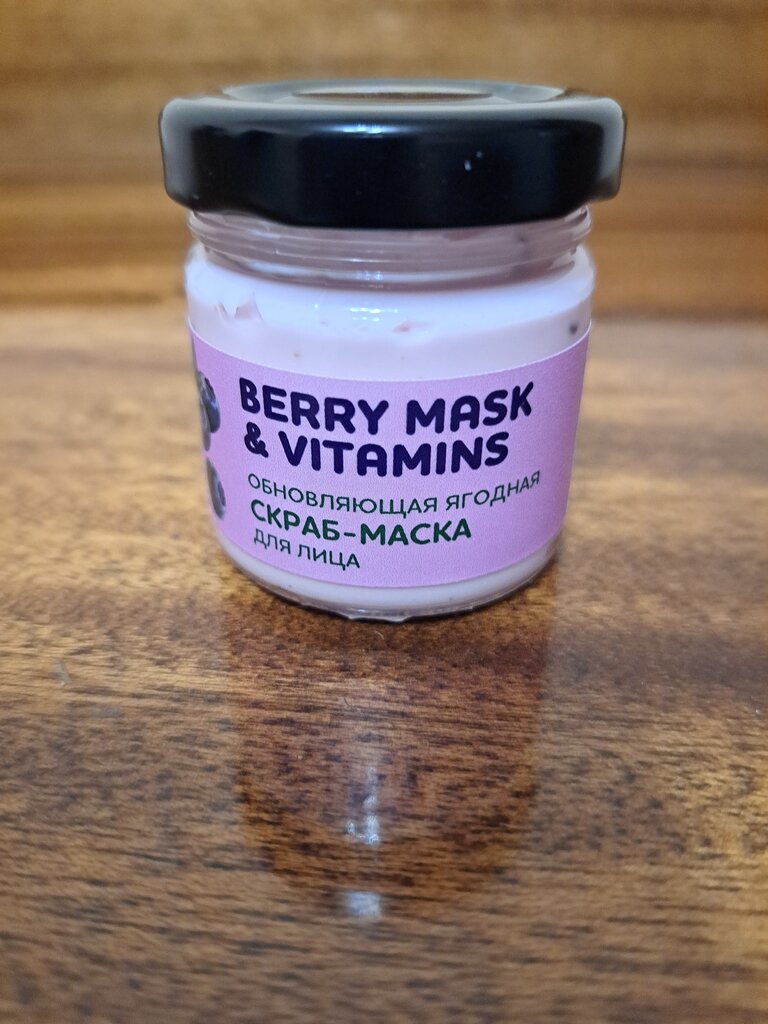 BERRY MASK
& VITAMINS
ОБНОВЛЯЮЩАЯ ЯГОДНАЯ
СКРАБ-МАСКА
ДЛЯ ЛИЦА